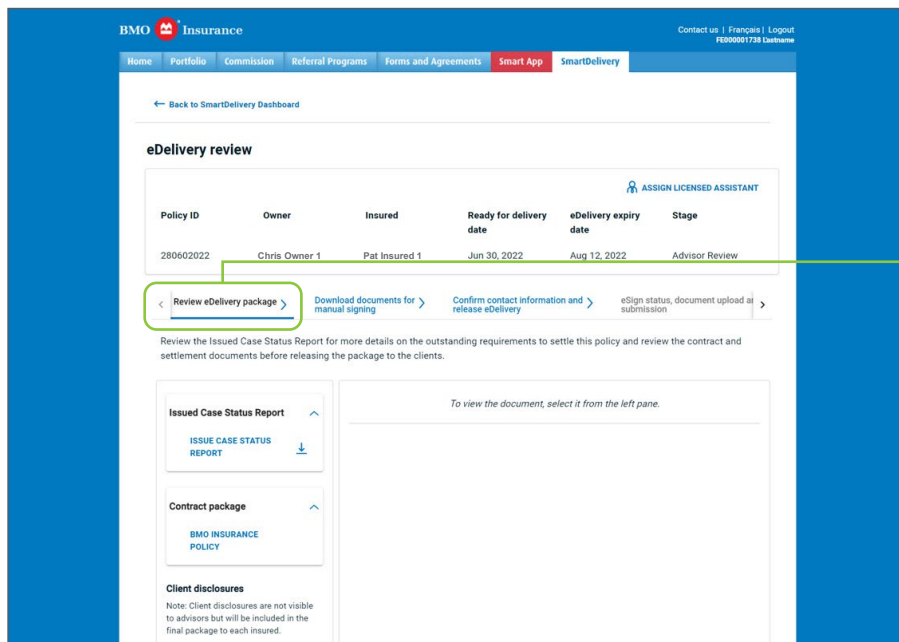 BMO Insurance
Contact us | Français | Logout
FE000001738 Lastname
Home Portfolio Commission Referral Programs Forms and Agreements Smart App SmartDelivery
← Back to SmartDelivery Dashboard
eDelivery review
ASSIGN LICENSED ASSISTANT
Policy ID Owner Insured Ready for delivery date eDelivery expiry date Stage
280602022 Chris Owner 1 Pat Insured 1 Jun 30, 2022 Aug 12, 2022 Advisor Review
Review eDelivery package
Download documents for
manual signing
Confirm contact information and
release eDelivery
eSign status, document upload a
submission
Review the Issued Case Status Report for more details on the outstanding requirements to settle this policy and review the contract and
settlement documents before releasing the package to the clients.
Issued Case Status Report
ISSUE CASE STATUS
REPORT
To view the document, select it from the left pane.
Contract package
BMO INSURANCE
POLICY
Client disclosures
Note: Client disclosures are not visible
to advisors but will be included in the
final package to each insured.